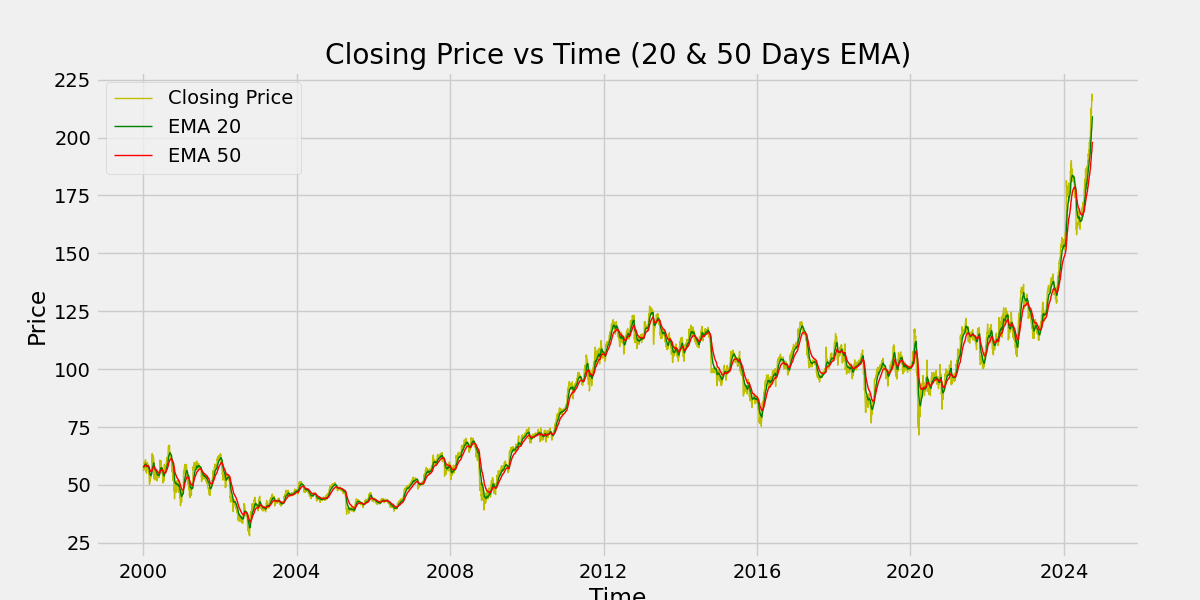 Closing Price vs Time (20 & 50 Days EMA)
225
200
175
150
125
100
75
50
25
Price
Closing Price
EMA 20
EMA 50
2000 2004 2008 2012 2016 2020 2024
Time